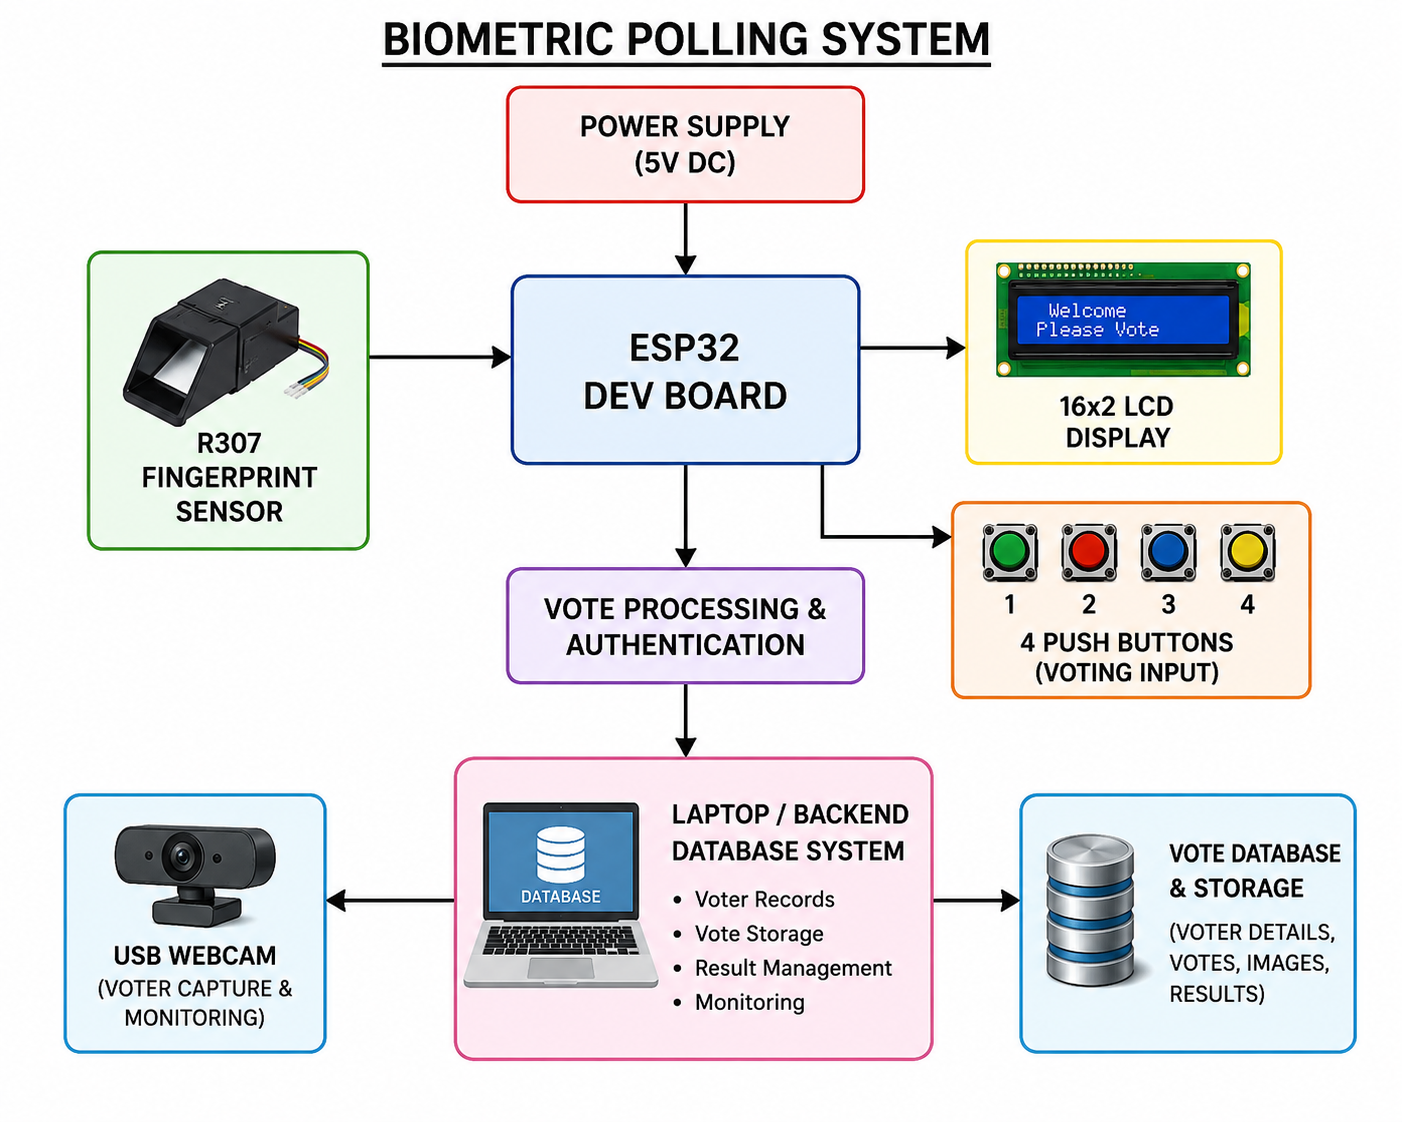 BIOMETRIC POLLING SYSTEM
POWER SUPPLY
(5V DC)
R307
FINGERPRINT
SENSOR
ESP32
DEV BOARD
Welcome
Please Vote
16x2 LCD
DISPLAY
1 2 3 4
4 PUSH BUTTONS
(VOTING INPUT)
VOTE PROCESSING &
AUTHENTICATION
USB WEBCAM
(VOTER CAPTURE &
MONITORING)
DATABASE
LAPTOP / BACKEND
DATABASE SYSTEM
• Voter Records
• Vote Storage
• Result Management
• Monitoring
VOTE DATABASE
& STORAGE
(VOTER DETAILS,
VOTES, IMAGES,
RESULTS)